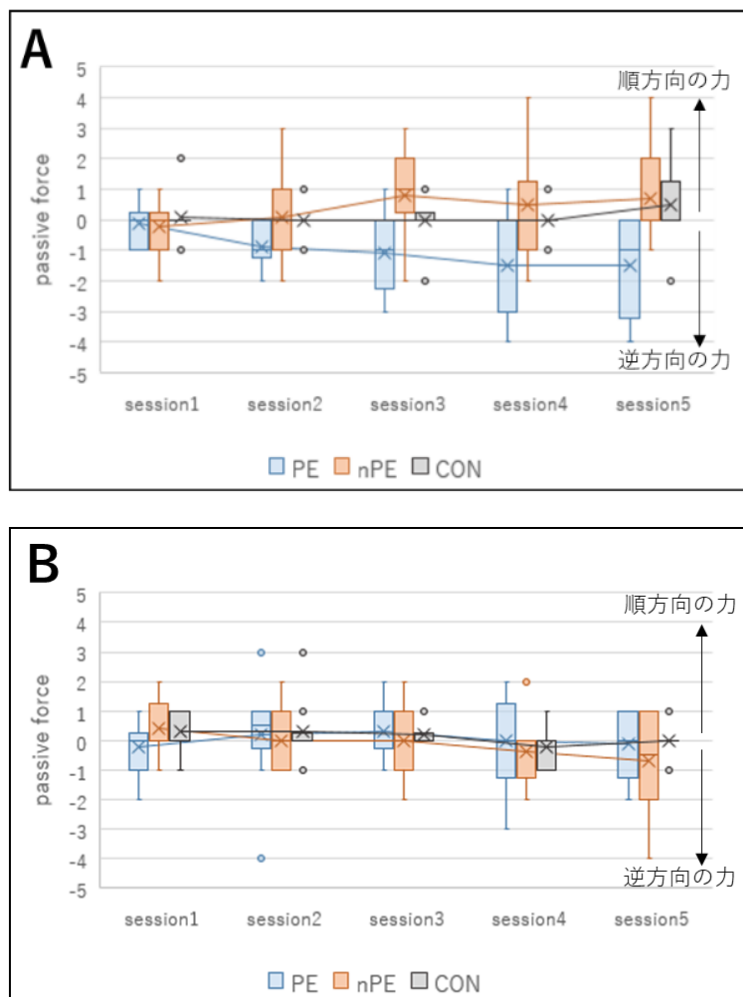 A
5
4
3
2
1
0
-1
-2
-3
-4
-5
passive force
順方向の力
逆方向の力
session1 session2 session3 session4 session5
PE nPE CON
B
5
4
3
2
1
0
-1
-2
-3
-4
-5
passive force
順方向の力
逆方向の力
session1 session2 session3 session4 session5
PE nPE CON